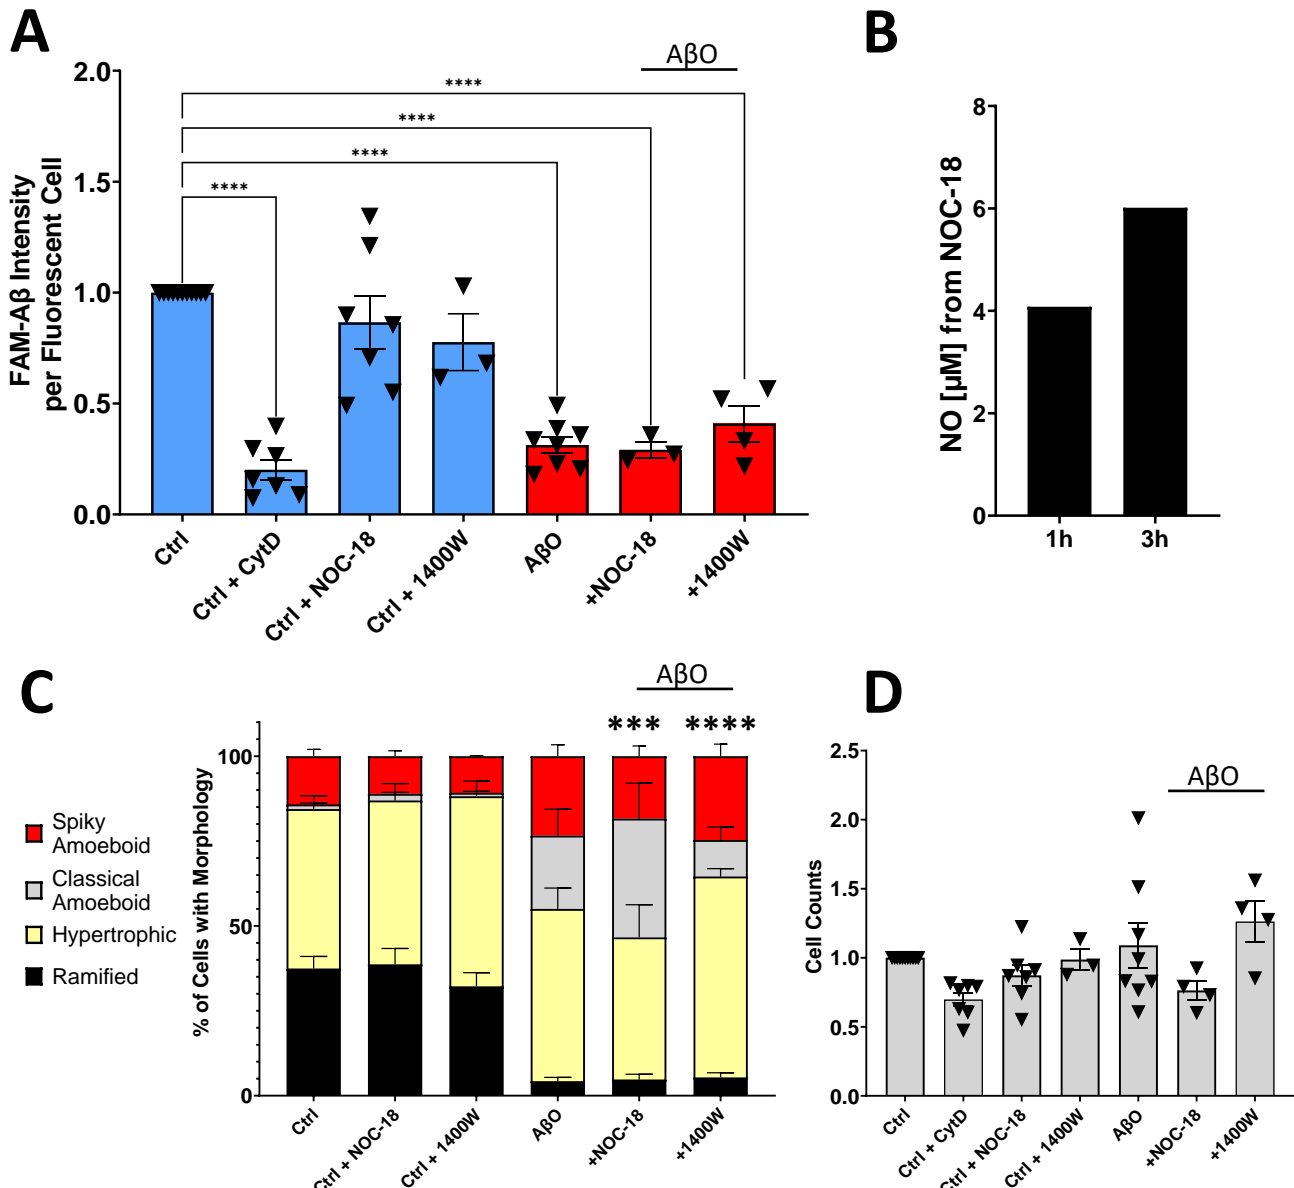 A
AβO
FAM-Aβ Intensity
per Fluorescent Cell
2.0
1.5
1.0
0.5
0.0
****
****
****
****
Ctrl
Ctrl + CytD
Ctrl + NOC-18
Ctrl + 1400W
AβO
+NOC-18
+1400W
B
NO [µM] from NOC-18
8
6
4
2
0
1h
3h
C
AβO
*** ****
% of Cells with Morphology
100
50
0
Spiky
Amoeboid
Classical
Amoeboid
Hypertrophic
Ramified
Ctrl
Ctrl + NOC-18
Ctrl + 1400W
AβO
+NOC-18
+1400W
D
AβO
Cell Counts
2.5
2.0
1.5
1.0
0.5
0.0
Ctrl
Ctrl + CytD
Ctrl + NOC-18
Ctrl + 1400W
AβO
+NOC-18
+1400W